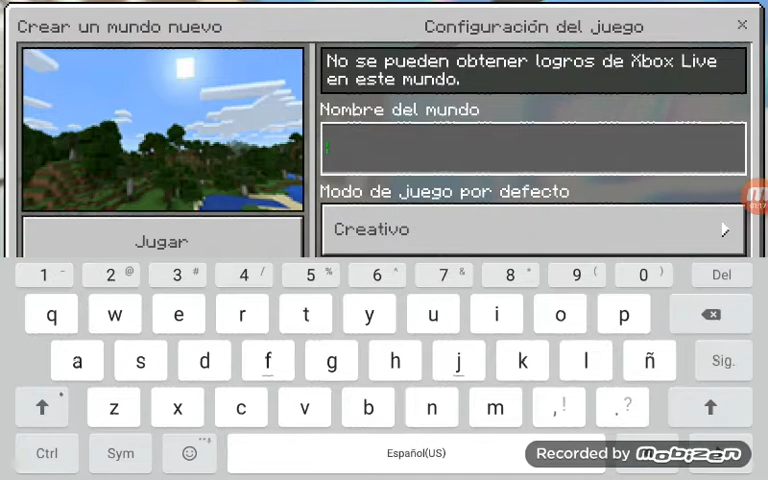 Crear un mundo nuevo
Configuración del juego
×
No se pueden obtener logros de Xbox Live
en este mundo.
Nombre del mundo
Modo de juego por defecto
Creativo
Jugar
1 - 2 @ 3 # 4 / 5 % 6 ^ 7 & 8 * 9 ( 0 ) Del
q w e r t y u i o p
a s d f g h j k l ñ Sig.
z x c v b n m ,! .?
Ctrl Sym Español(US)
Recorded by Mobizen